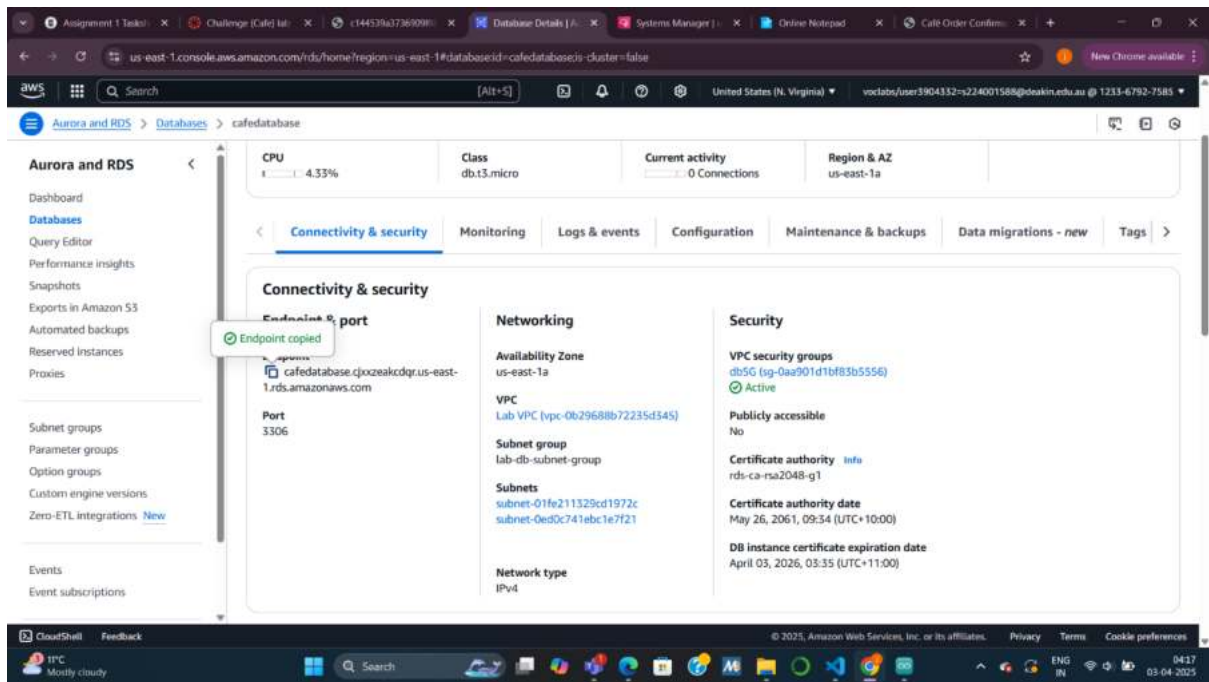 Assignment 1 Tasks
Challenge (Cafe) lab
Database Details | A
Systems Manager |
Online Notepad
Café Order Confirm
us-east-1.console.aws.amazon.com/rds/home?region=us-east-1#database:id=cafedatabase;is-cluster=false
New Chrome available
aws
Search
[Alt+S]
United States (N. Virginia)
voclabs/user3904332=s224001588@deakin.edu.au @ 1233-6792-7585
Aurora and RDS > Databases > cafedatabase
Aurora and RDS
Dashboard
Databases
Query Editor
Performance insights
Snapshots
Exports in Amazon S3
Automated backups
Reserved instances
Proxies
Subnet groups
Parameter groups
Option groups
Custom engine versions
Zero-ETL integrations New
Events
Event subscriptions
CPU
4.33%
Class
db.t3.micro
Current activity
0 Connections
Region & AZ
us-east-1a
Connectivity & security
Monitoring
Logs & events
Configuration
Maintenance & backups
Data migrations - new
Tags
Connectivity & security
Endpoint & port
Endpoint copied
Endpoint
cafedatabase.cjxxzeakcdqr.us-east-
1.rds.amazonaws.com
Port
3306
Networking
Availability Zone
us-east-1a
VPC
Lab VPC (vpc-0b29688b72235d345)
Subnet group
lab-db-subnet-group
Subnets
subnet-01fe211329cd1972c
subnet-0ed0c741ebc1e7f21
Network type
IPv4
Security
VPC security groups
dbSG (sg-0aa901d1bf83b5556)
Active
Publicly accessible
No
Certificate authority Info
rds-ca-rsa2048-g1
Certificate authority date
May 26, 2061, 09:34 (UTC+10:00)
DB instance certificate expiration date
April 03, 2026, 03:35 (UTC+11:00)
CloudShell
Feedback
© 2025, Amazon Web Services, Inc. or its affiliates.
Privacy
Terms
Cookie preferences
11°C
Mostly cloudy
Search
ENG
IN
04:17
03-04-2025